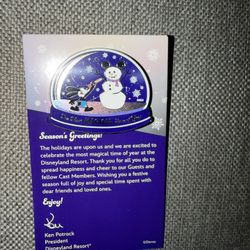 Season's Greetings!
The holidays are upon us and we are excited to
celebrate the most magical time of year at the
Disneyland Resort. Thank you for all you do to
spread happiness and cheer to our Guests and
fellow Cast Members. Wishing you a festive
season full of joy and special time spent with
friends and loved ones.
Enjoy!
Ken Potrock
President
Disneyland Resort
©Disney